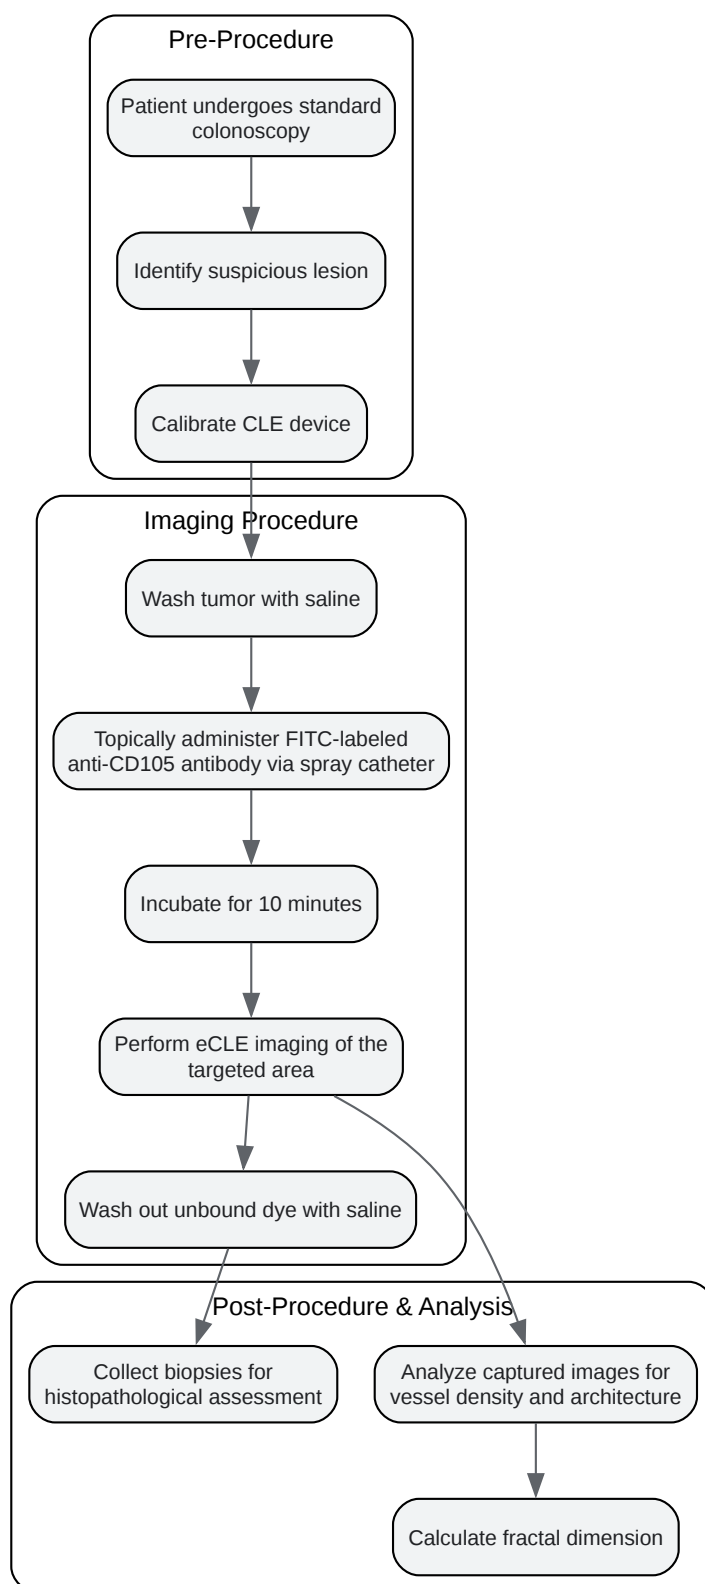 Pre-Procedure
Patient undergoes standard
colonoscopy
Identify suspicious lesion
Calibrate CLE device
Imaging Procedure
Wash tumor with saline
Topically administer FITC-labeled
anti-CD105 antibody via spray catheter
Incubate for 10 minutes
Perform eCLE imaging of the
targeted area
Wash out unbound dye with saline
Post-Procedure & Analysis
Collect biopsies for
histopathological assessment
Analyze captured images for
vessel density and architecture
Calculate fractal dimension